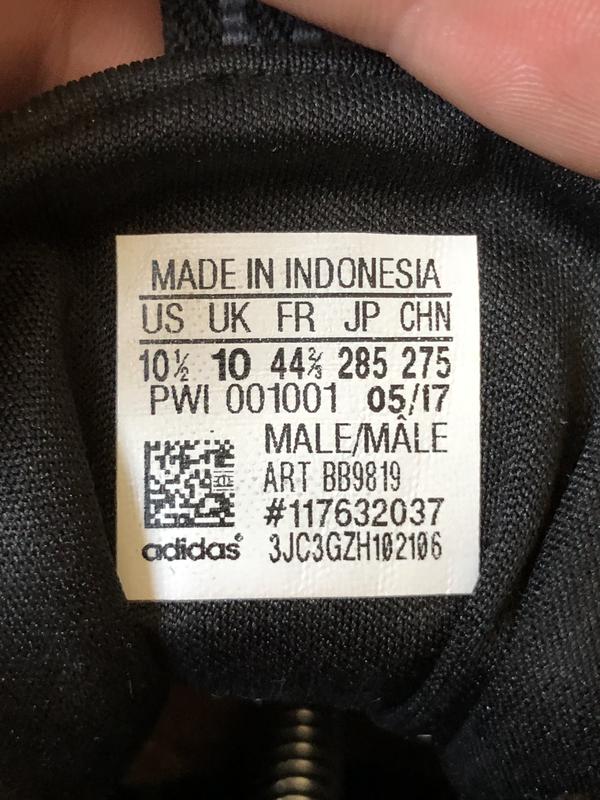 MADE IN INDONESIA
US UK FR JP CHN
10½ 10 44⅔ 285 275
PWI 001001 05/17
MALE/MÂLE
ART BB9819
#117632037
adidas® 3JC3GZH102106